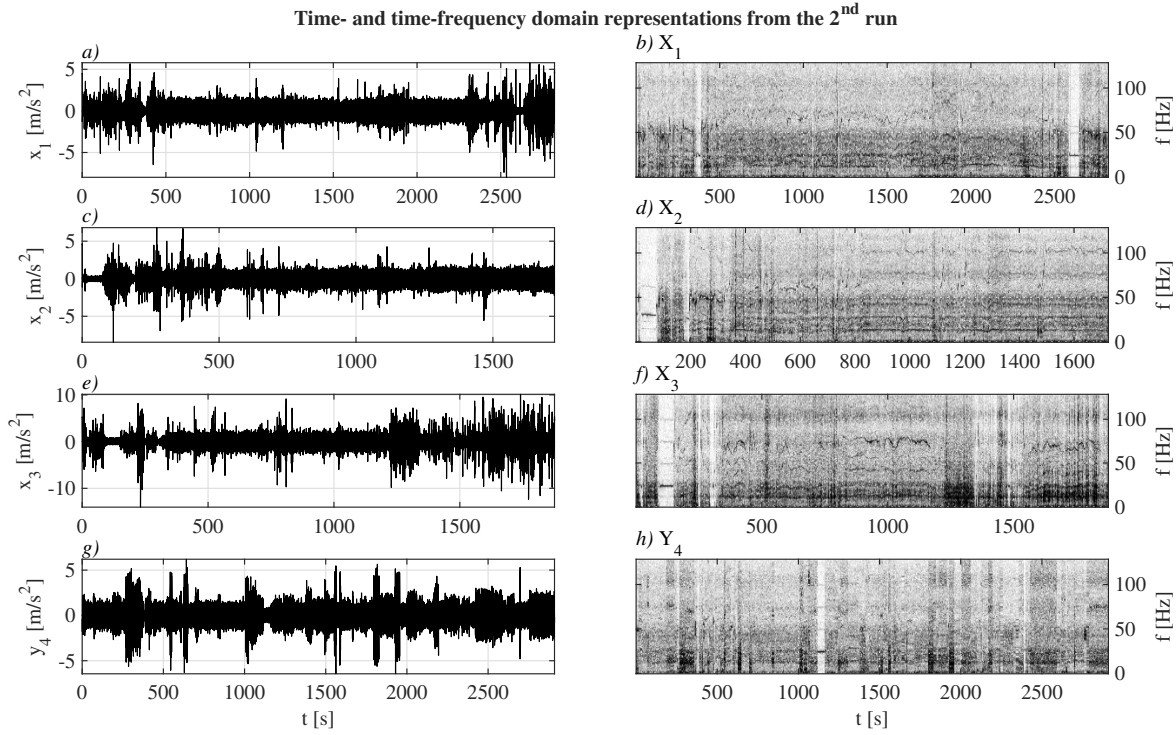 Time- and time-frequency domain representations from the 2nd run
a)
b) X1
5
0
-5
x1 [m/s2]
0 500 1000 1500 2000 2500
100
50
0
f [Hz]
500 1000 1500 2000 2500
c)
d) X2
5
0
-5
x2 [m/s2]
0 500 1000 1500
100
50
0
f [Hz]
200 400 600 800 1000 1200 1400 1600
e)
f) X3
10
0
-10
x3 [m/s2]
0 500 1000 1500
100
50
0
f [Hz]
500 1000 1500
g)
h) Y4
5
0
-5
y4 [m/s2]
0 500 1000 1500 2000 2500
t [s]
100
50
0
f [Hz]
500 1000 1500 2000 2500
t [s]